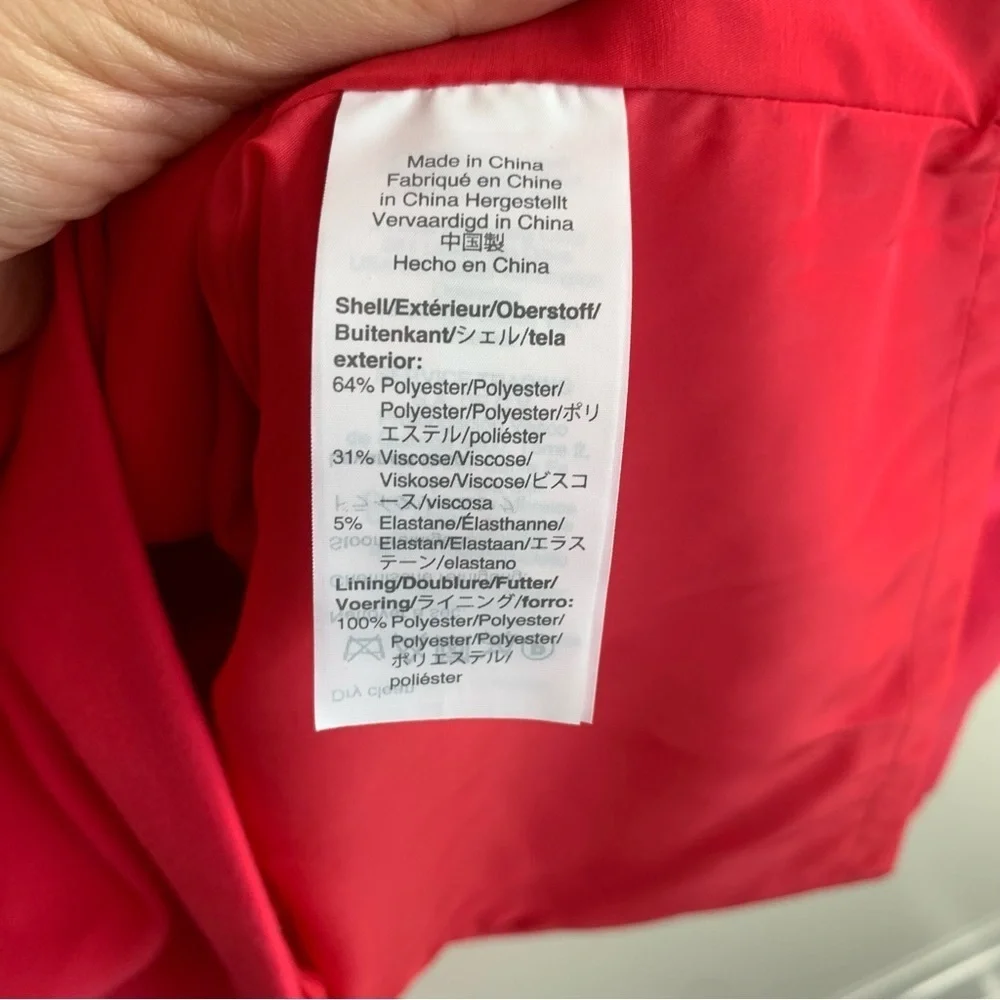 Made in China
Fabriqué en Chine
in China Hergestellt
Vervaardigd in China
中国製
Hecho en China
Shell/Extérieur/Oberstoff/
Buitenkant/シェル/tela
exterior:
64% Polyester/Polyester/
Polyester/Polyester/ポリ
エステル/poliéster
31% Viscose/Viscose/
Viskose/Viscose/ビスコ
ース/viscosa
5% Elastane/Élasthanne/
Elastan/Elastaan/エラス
テーン/elastano
Lining/Doublure/Futter/
Voering/ライニング/forro:
100% Polyester/Polyester/
Polyester/Polyester/
ポリエステル/
poliéster
Dry clean